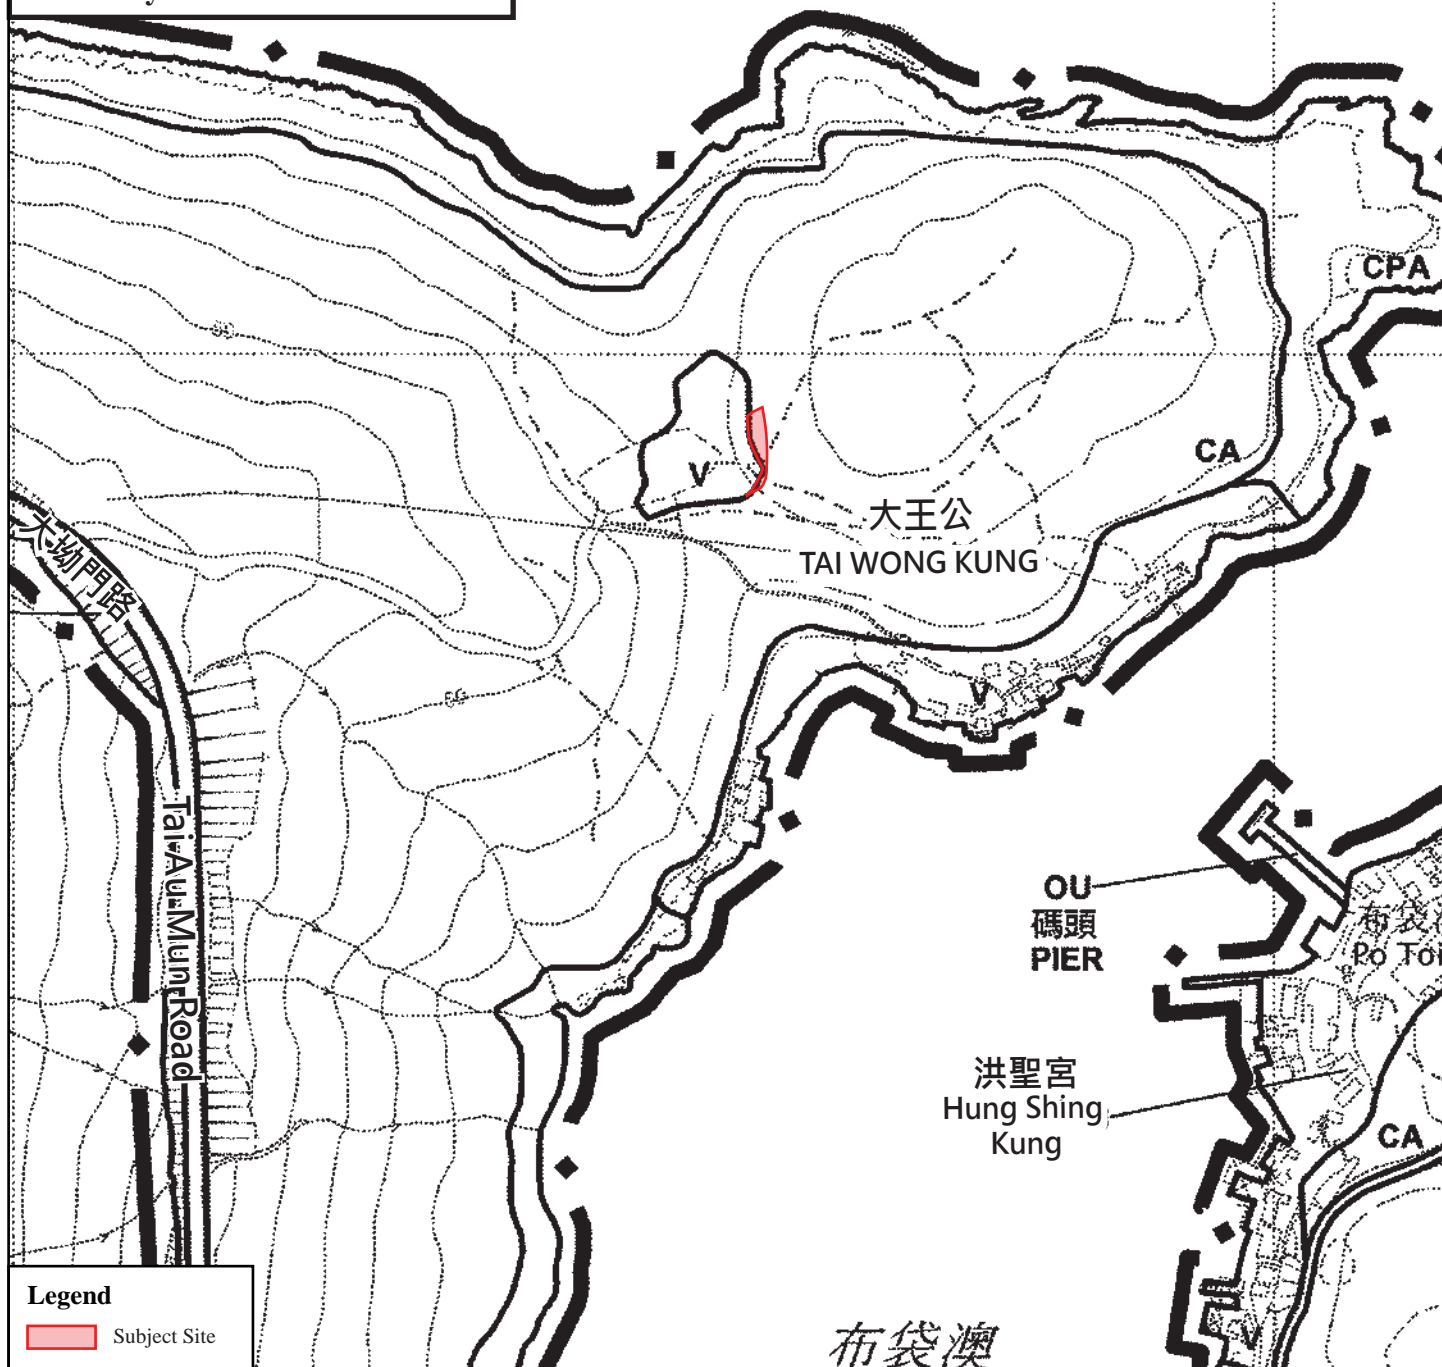 CPA
V
CA
大王公
TAI WONG KUNG
大坳門路
V
Tai Au Mun Road
OU
碼頭
PIER
布袋
Po Toi
洪聖宮
Hung Shing
Kung
CA
V
布袋澳
Legend
Subject Site